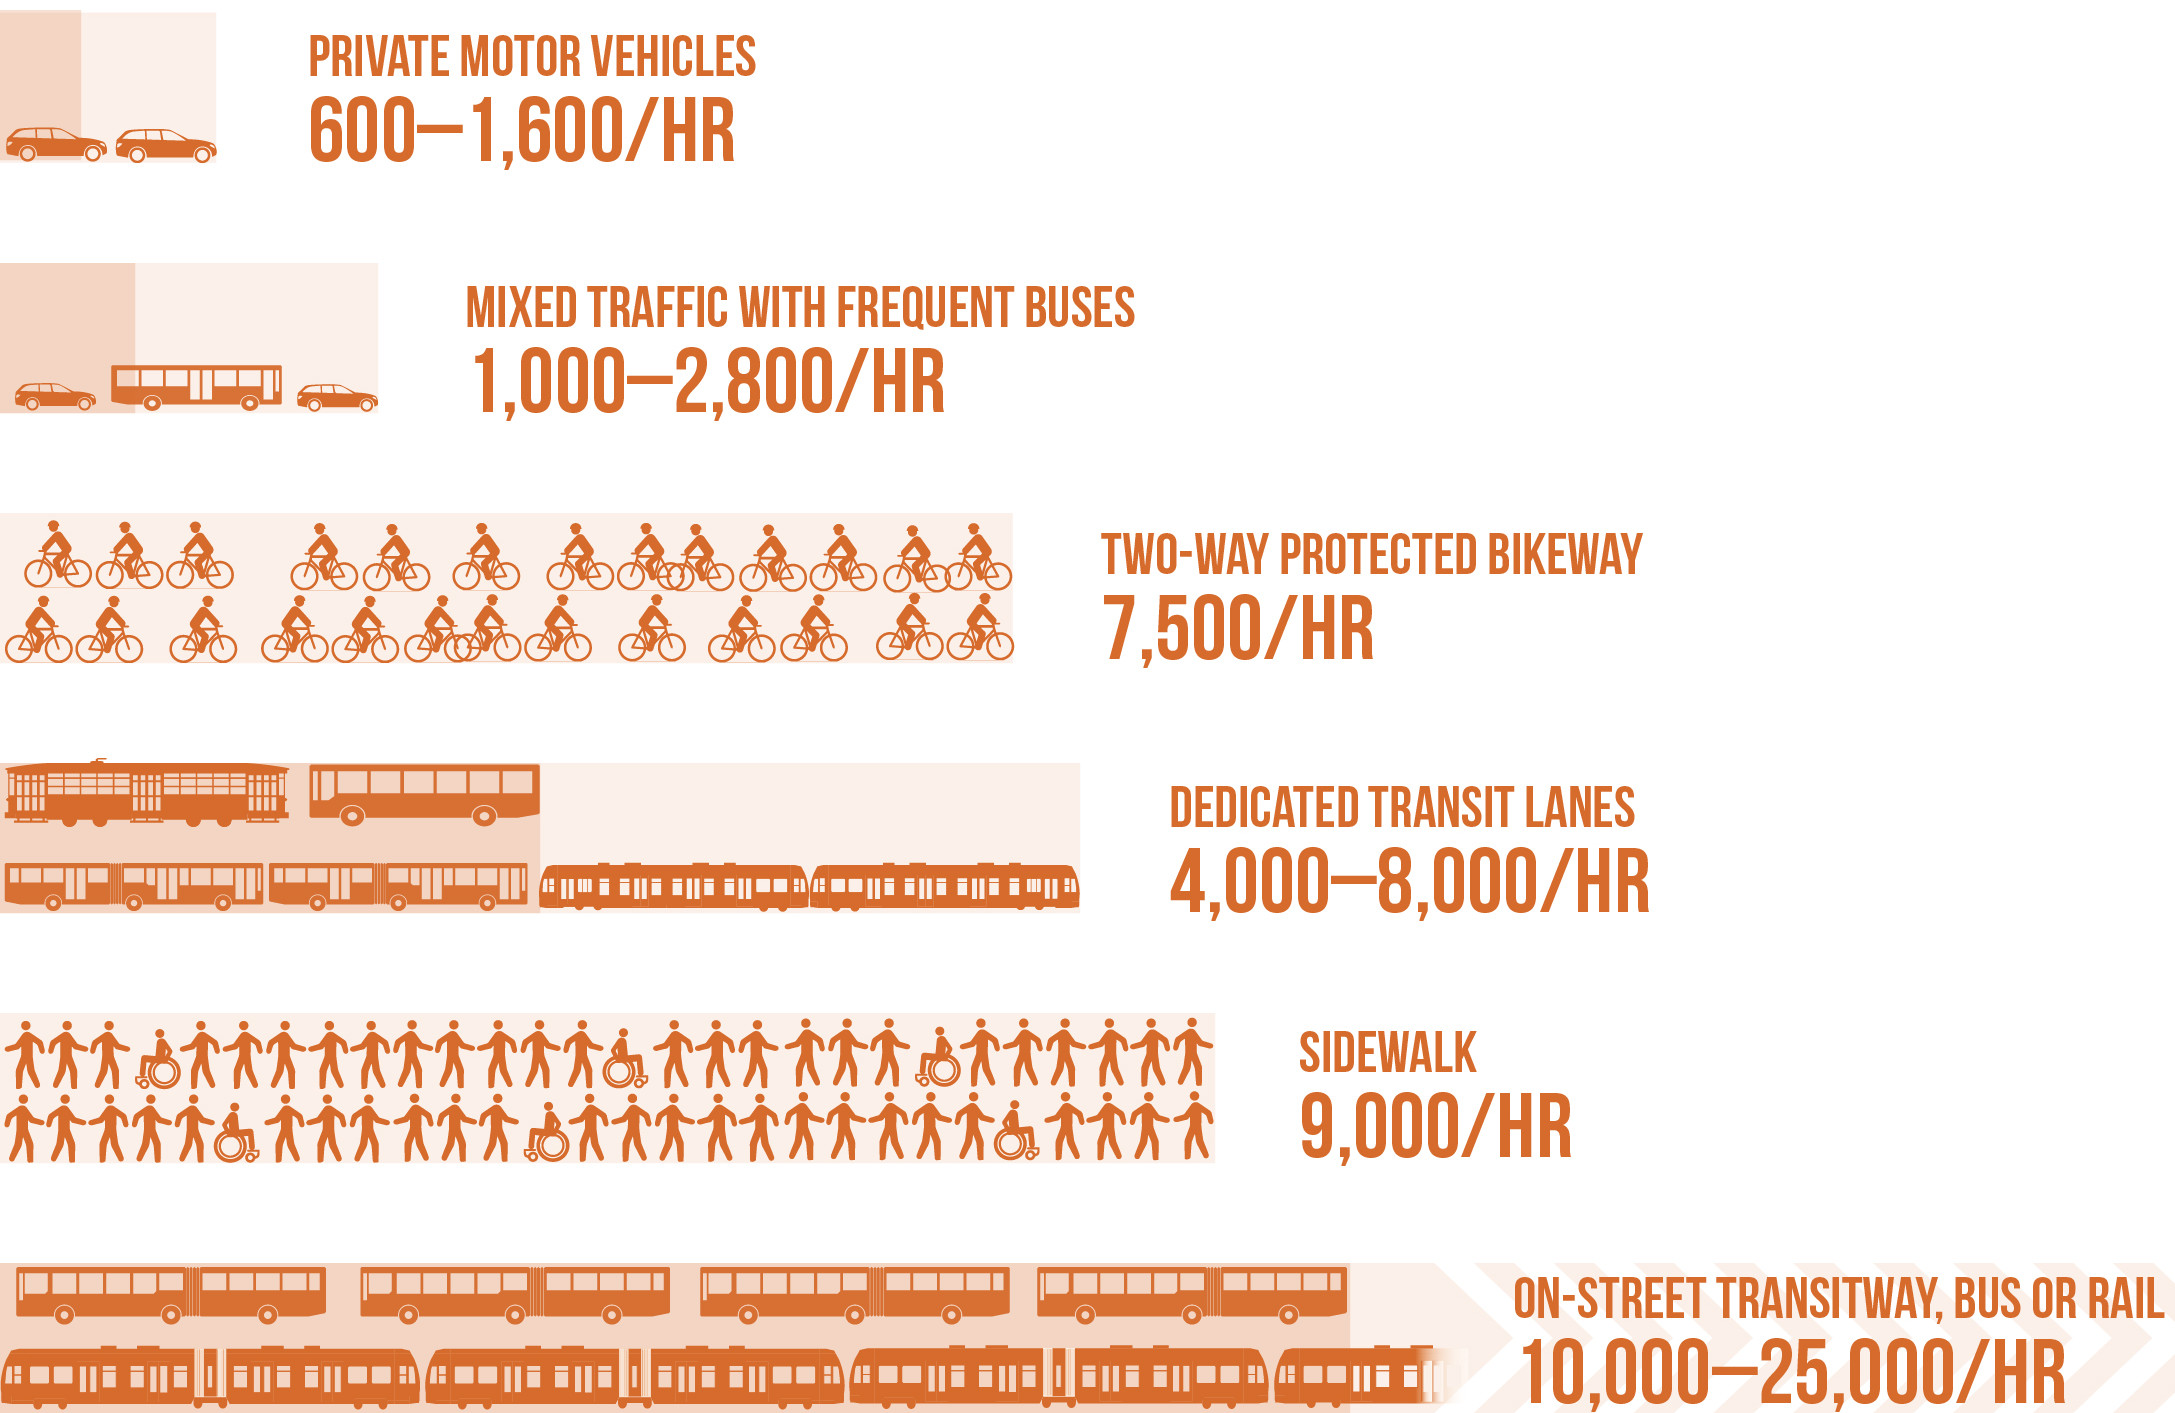 PRIVATE MOTOR VEHICLES
600–1,600/HR
MIXED TRAFFIC WITH FREQUENT BUSES
1,000–2,800/HR
TWO-WAY PROTECTED BIKEWAY
7,500/HR
DEDICATED TRANSIT LANES
4,000–8,000/HR
SIDEWALK
9,000/HR
ON-STREET TRANSITWAY, BUS OR RAIL
10,000–25,000/HR